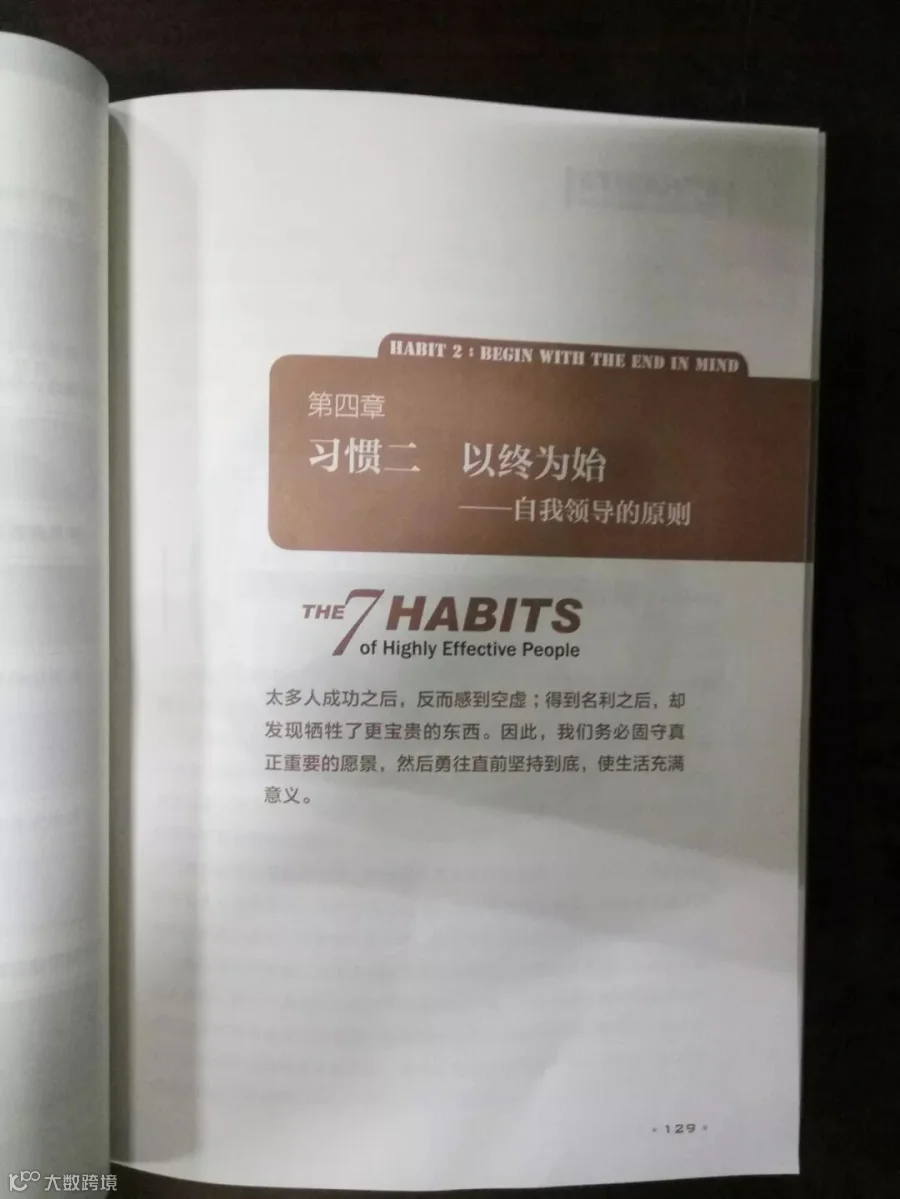 HABIT 2 : BEGIN WITH THE END IN MIND
第四章
习惯二 以终为始
——自我领导的原则
THE 7 HABITS
of Highly Effective People
太多人成功之后，反而感到空虚；得到名利之后，却
发现牺牲了更宝贵的东西。因此，我们务必固守真
正重要的愿景，然后勇往直前坚持到底，使生活充满
意义。
• 129 •
大数跨境